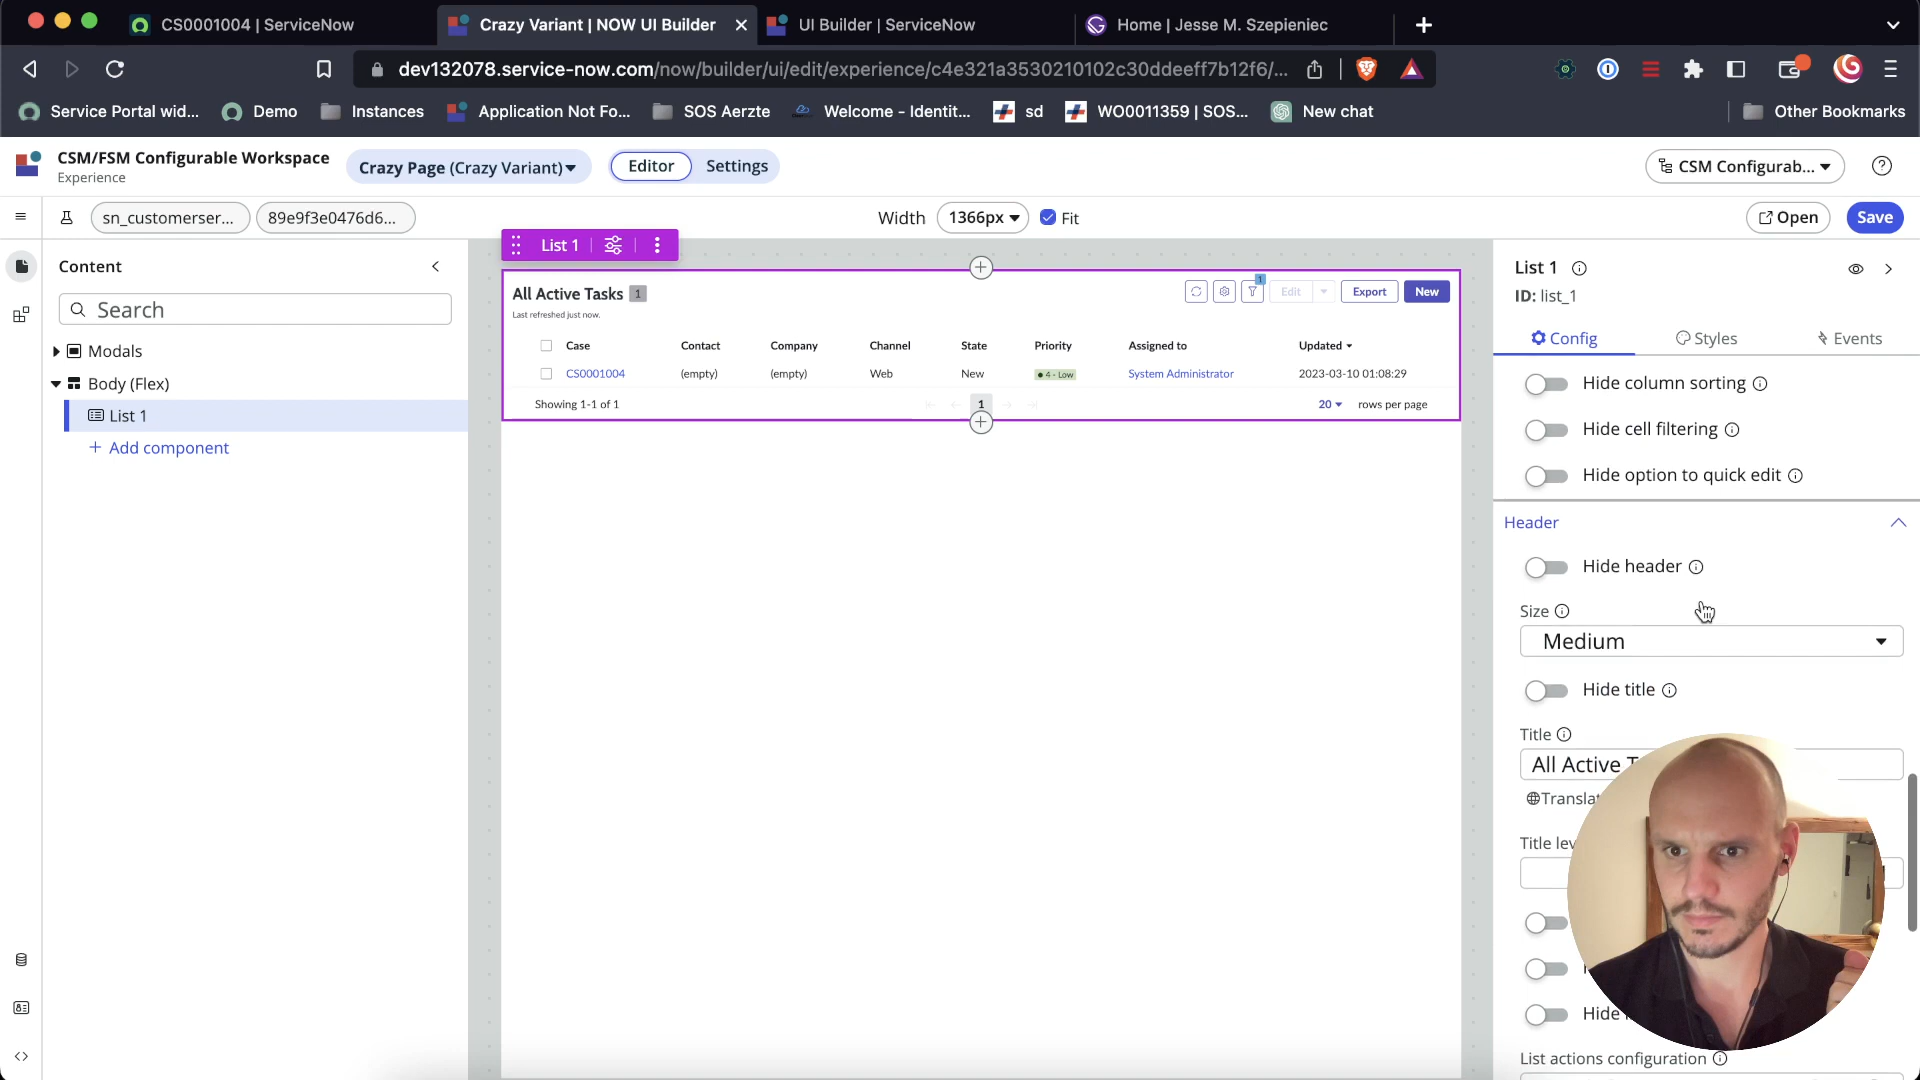 CS0001004 | ServiceNow
Crazy Variant | NOW UI Builder
UI Builder | ServiceNow
Home | Jesse M. Szepieniec
dev132078.service-now.com/now/builder/ui/edit/experience/c4e321a3530210102c30ddeeff7b12f6/...
Service Portal wid...
Demo
Instances
Application Not Fo...
SOS Aerzte
Welcome - Identit...
sd
WO0011359 | SOS...
New chat
Other Bookmarks
CSM/FSM Configurable Workspace
Experience
Crazy Page (Crazy Variant)
Editor
Settings
CSM Configurab...
sn_customerser...
89e9f3e0476d6...
Width
1366px
Fit
Open
Save
Content
Search
Modals
Body (Flex)
List 1
+ Add component
List 1
All Active Tasks 1
Last refreshed just now.
1
Edit
Export
New
Case Contact Company Channel State Priority Assigned to Updated
CS0001004 (empty) (empty) Web New 4 - Low System Administrator 2023-03-10 01:08:29
Showing 1-1 of 1
1
20 rows per page
List 1
ID: list_1
Config
Styles
Events
Hide column sorting
Hide cell filtering
Hide option to quick edit
Header
Hide header
Size
Medium
Hide title
Title
All Active
Title
Hide
List actions configuration